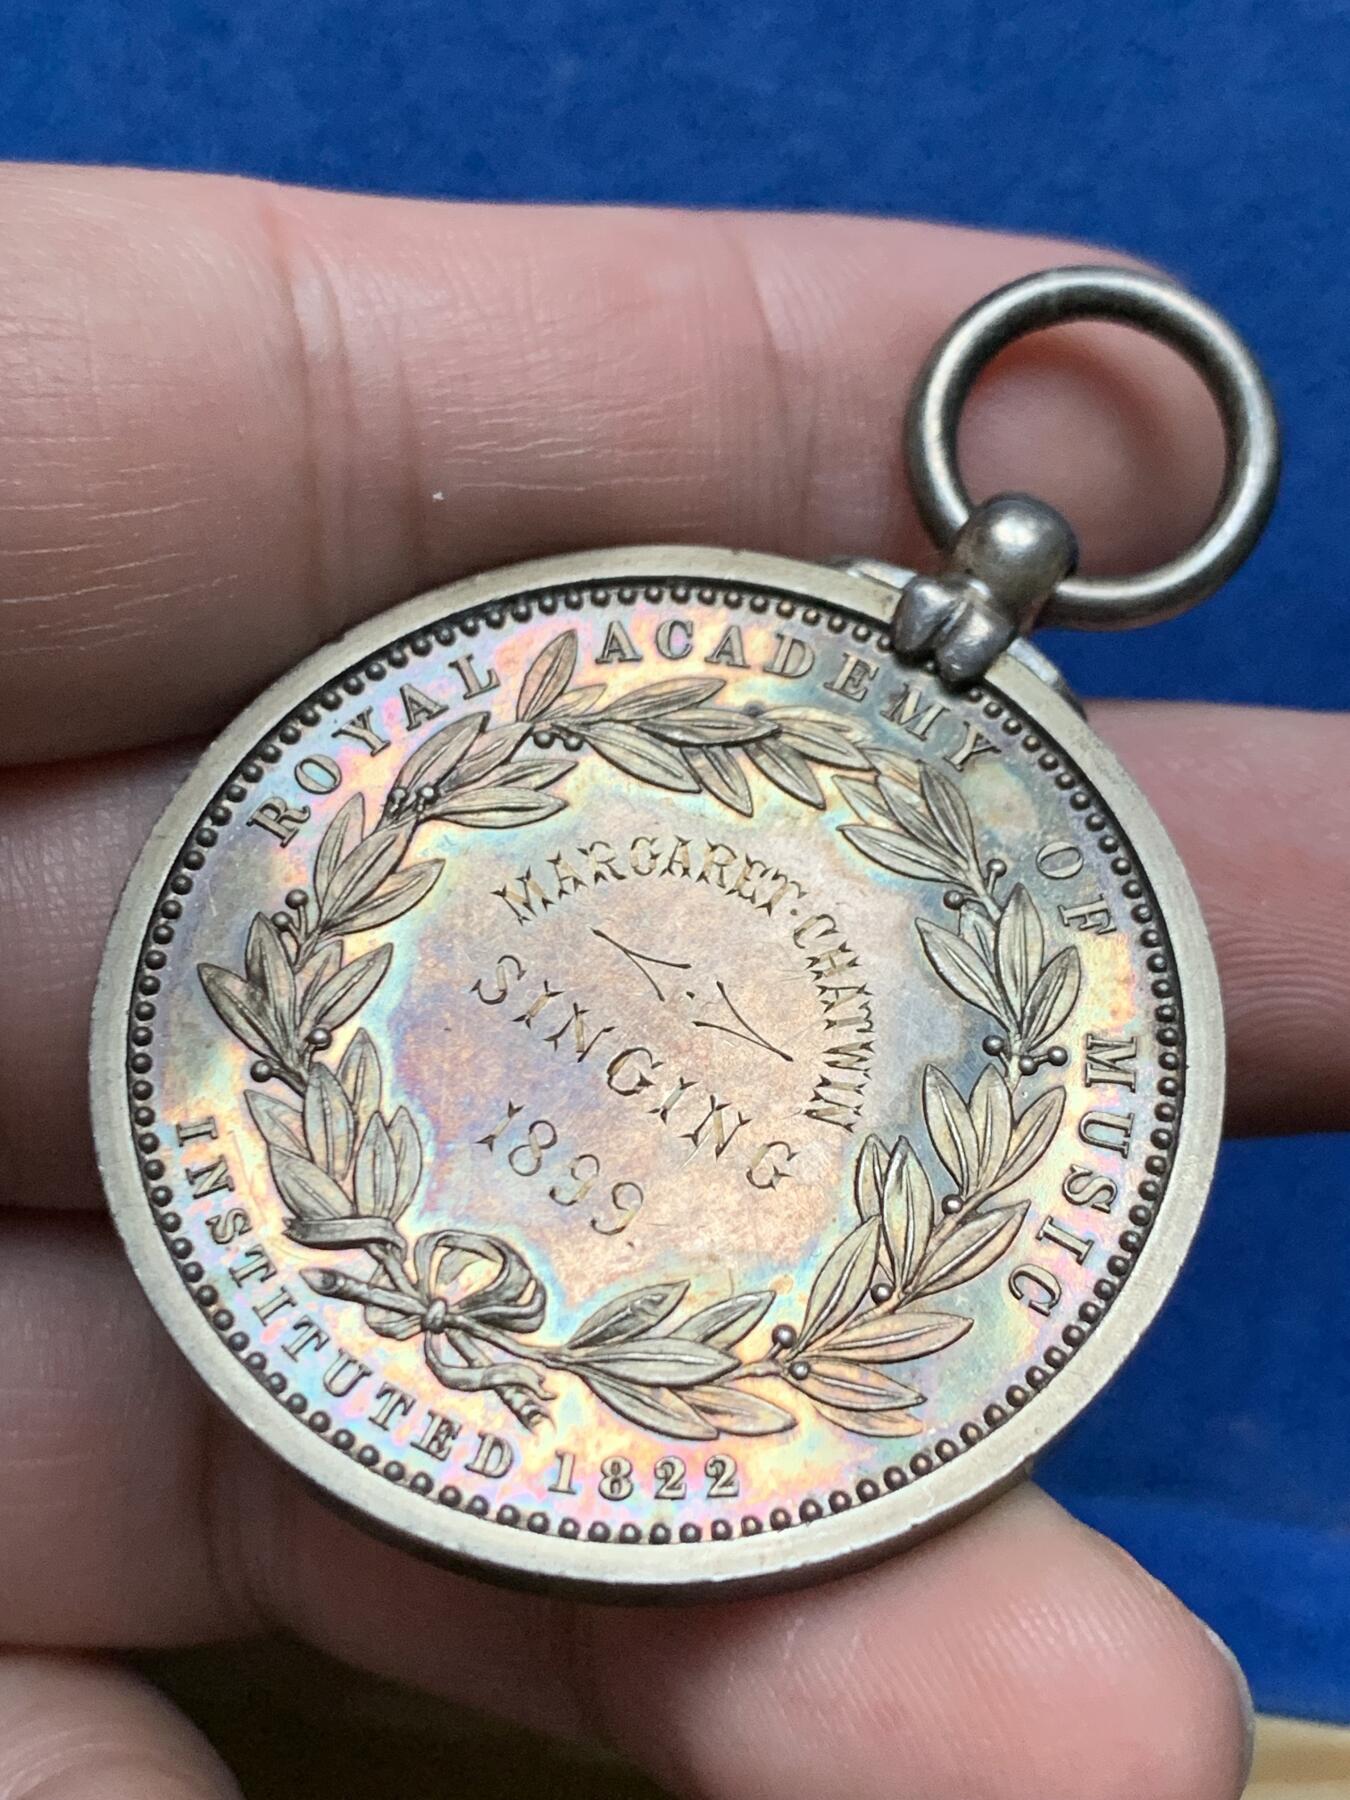 ROYAL ACADEMY OF MUSIC
INSTITUTED 1822
MARGARET·CHATWIN
SINGING
1899